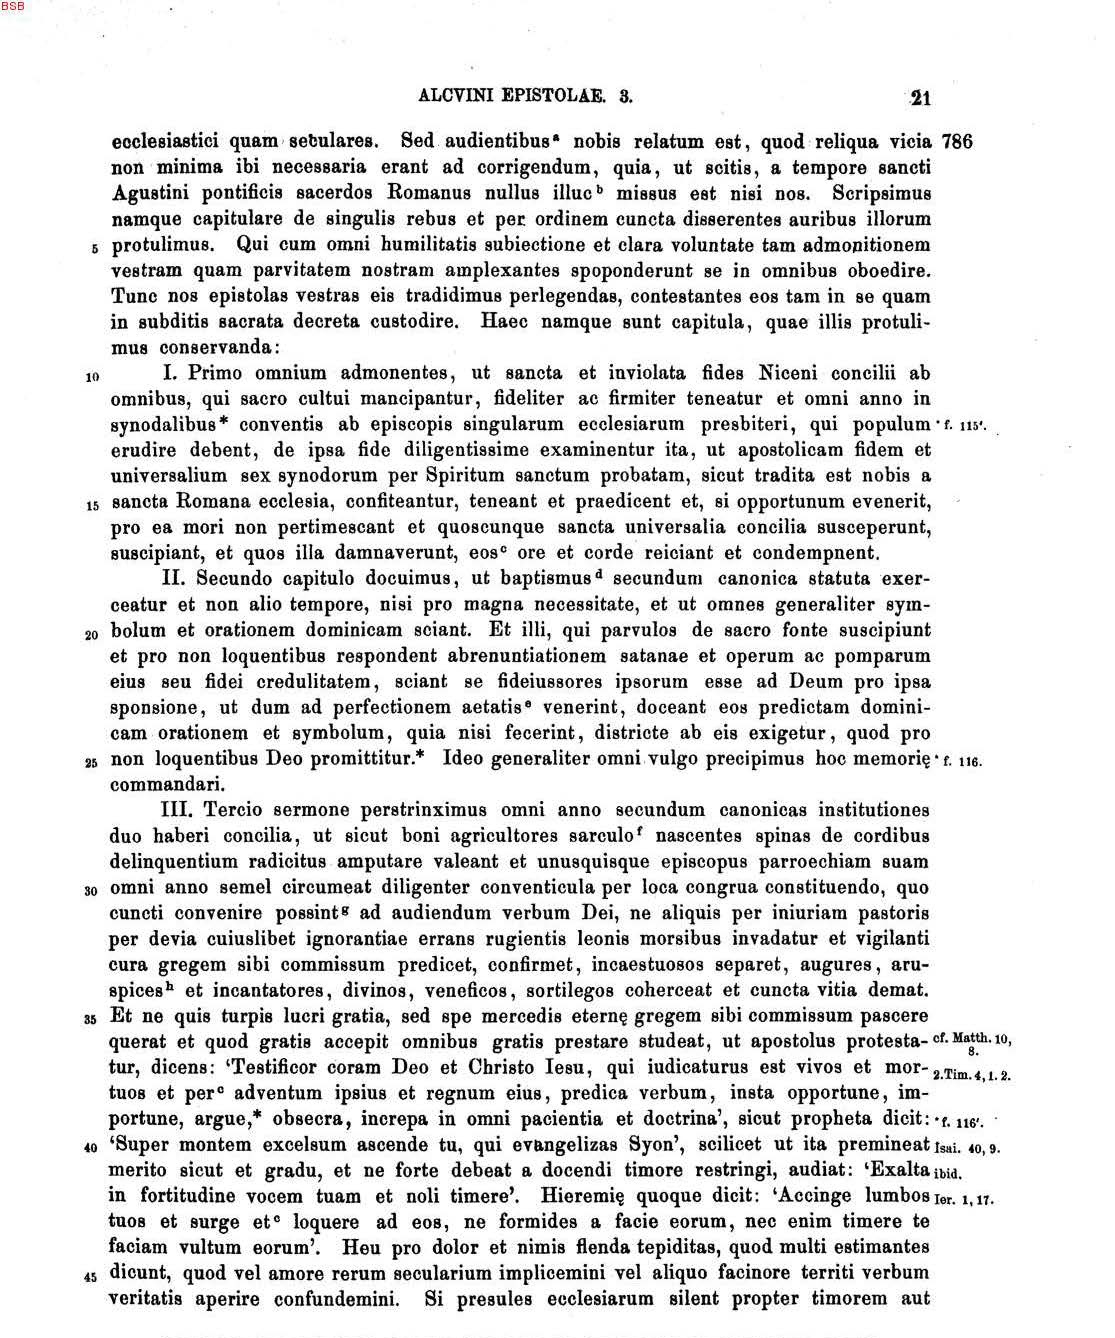 BSB
ALCVINI EPISTOLAE. 3. 21
ecclesiastici quam seculares. Sed audientibusᵃ nobis relatum est, quod reliqua vicia 786
non minima ibi necessaria erant ad corrigendum, quia, ut scitis, a tempore sancti
Agustini pontificis sacerdos Romanus nullus illucᵇ missus est nisi nos. Scripsimus
namque capitulare de singulis rebus et per ordinem cuncta disserentes auribus illorum
5 protulimus. Qui cum omni humilitatis subiectione et clara voluntate tam admonitionem
vestram quam parvitatem nostram amplexantes spoponderunt se in omnibus oboedire.
Tunc nos epistolas vestras eis tradidimus perlegendas, contestantes eos tam in se quam
in subditis sacrata decreta custodire. Haec namque sunt capitula, quae illis protuli-
mus conservanda:
10 I. Primo omnium admonentes, ut sancta et inviolata fides Niceni concilii ab
omnibus, qui sacro cultui mancipantur, fideliter ac firmiter teneatur et omni anno in
synodalibus* conventis ab episcopis singularum ecclesiarum presbiteri, qui populum * f. 115'.
erudire debent, de ipsa fide diligentissime examinentur ita, ut apostolicam fidem et
universalium sex synodorum per Spiritum sanctum probatam, sicut tradita est nobis a
15 sancta Romana ecclesia, confiteantur, teneant et praedicent et, si opportunum evenerit,
pro ea mori non pertimescant et quoscunque sancta universalia concilia susceperunt,
suscipiant, et quos illa damnaverunt, eosᶜ ore et corde reiciant et condempnent.
II. Secundo capitulo docuimus, ut baptismusᵈ secundum canonica statuta exer-
ceatur et non alio tempore, nisi pro magna necessitate, et ut omnes generaliter sym-
20 bolum et orationem dominicam sciant. Et illi, qui parvulos de sacro fonte suscipiunt
et pro non loquentibus respondent abrenuntiationem satanae et operum ac pomparum
eius seu fidei credulitatem, sciant se fideiussores ipsorum esse ad Deum pro ipsa
sponsione, ut dum ad perfectionem aetatisᵉ venerint, doceant eos predictam domini-
cam orationem et symbolum, quia nisi fecerint, districte ab eis exigetur, quod pro
25 non loquentibus Deo promittitur.* Ideo generaliter omni vulgo precipimus hoc memorię * f. 116.
commandari.
III. Tercio sermone perstrinximus omni anno secundum canonicas institutiones
duo haberi concilia, ut sicut boni agricultores sarculoᶠ nascentes spinas de cordibus
delinquentium radicitus amputare valeant et unusquisque episcopus parroechiam suam
30 omni anno semel circumeat diligenter conventicula per loca congrua constituendo, quo
cuncti convenire possintᵍ ad audiendum verbum Dei, ne aliquis per iniuriam pastoris
per devia cuiuslibet ignorantiae errans rugientis leonis morsibus invadatur et vigilanti
cura gregem sibi commissum predicet, confirmet, incaestuosos separet, augures, aru-
spicesʰ et incantatores, divinos, veneficos, sortilegos coherceat et cuncta vitia demat.
35 Et ne quis turpis lucri gratia, sed spe mercedis eternę gregem sibi commissum pascere
querat et quod gratis accepit omnibus gratis prestare studeat, ut apostolus protesta- cf. Matth. 10, 8.
tur, dicens: ‘Testificor coram Deo et Christo Iesu, qui iudicaturus est vivos et mor- 2. Tim. 4, 1. 2.
tuos et perᶜ adventum ipsius et regnum eius, predica verbum, insta opportune, im-
portune, argue,* obsecra, increpa in omni pacientia et doctrina’, sicut propheta dicit: * f. 116'.
40 ‘Super montem excelsum ascende tu, qui evangelizas Syon’, scilicet ut ita premineat Isai. 40, 9.
merito sicut et gradu, et ne forte debeat a docendi timore restringi, audiat: ‘Exalta ibid.
in fortitudine vocem tuam et noli timere’. Hieremię quoque dicit: ‘Accinge lumbos Ier. 1, 17.
tuos et surge etᶜ loquere ad eos, ne formides a facie eorum, nec enim timere te
faciam vultum eorum’. Heu pro dolor et nimis flenda tepiditas, quod multi estimantes
45 dicunt, quod vel amore rerum secularium implicemini vel aliquo facinore territi verbum
veritatis aperire confundemini. Si presules ecclesiarum silent propter timorem aut